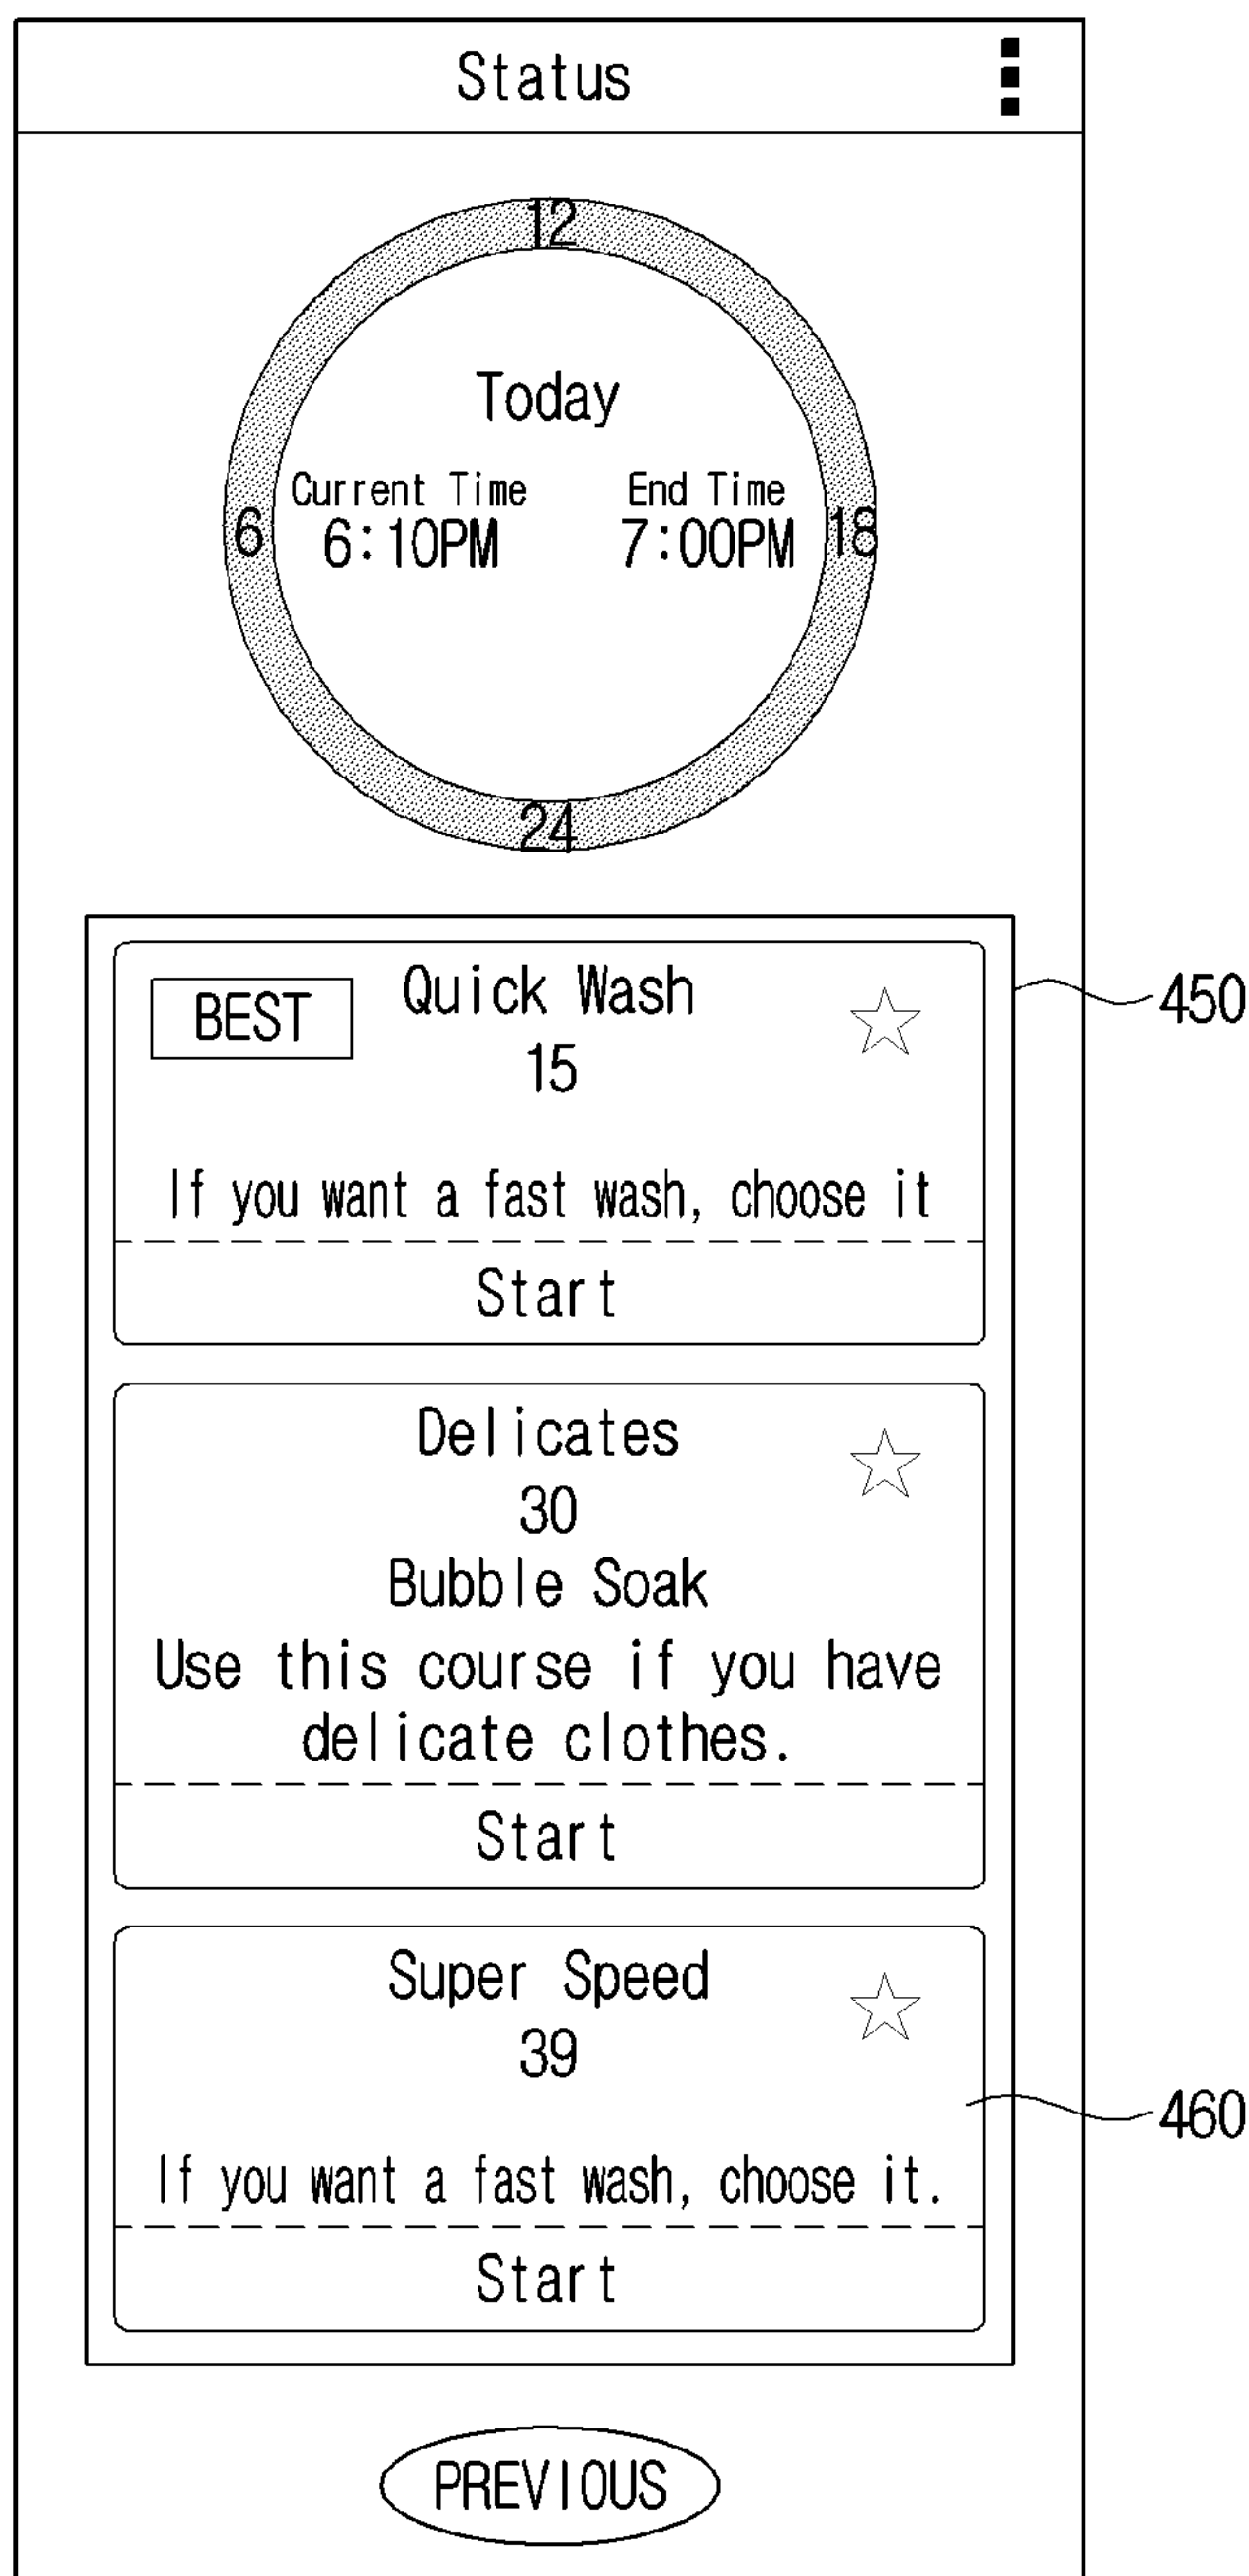 Status
12
Today
Current Time End Time
6 6:10PM 7:00PM 18
24
BEST Quick Wash
450
15
If you want a fast wash, choose it
Start
Delicates
30
Bubble Soak
Use this course if you have
delicate clothes.
Start
Super Speed
39
460
If you want a fast wash, choose it.
Start
PREVIOUS